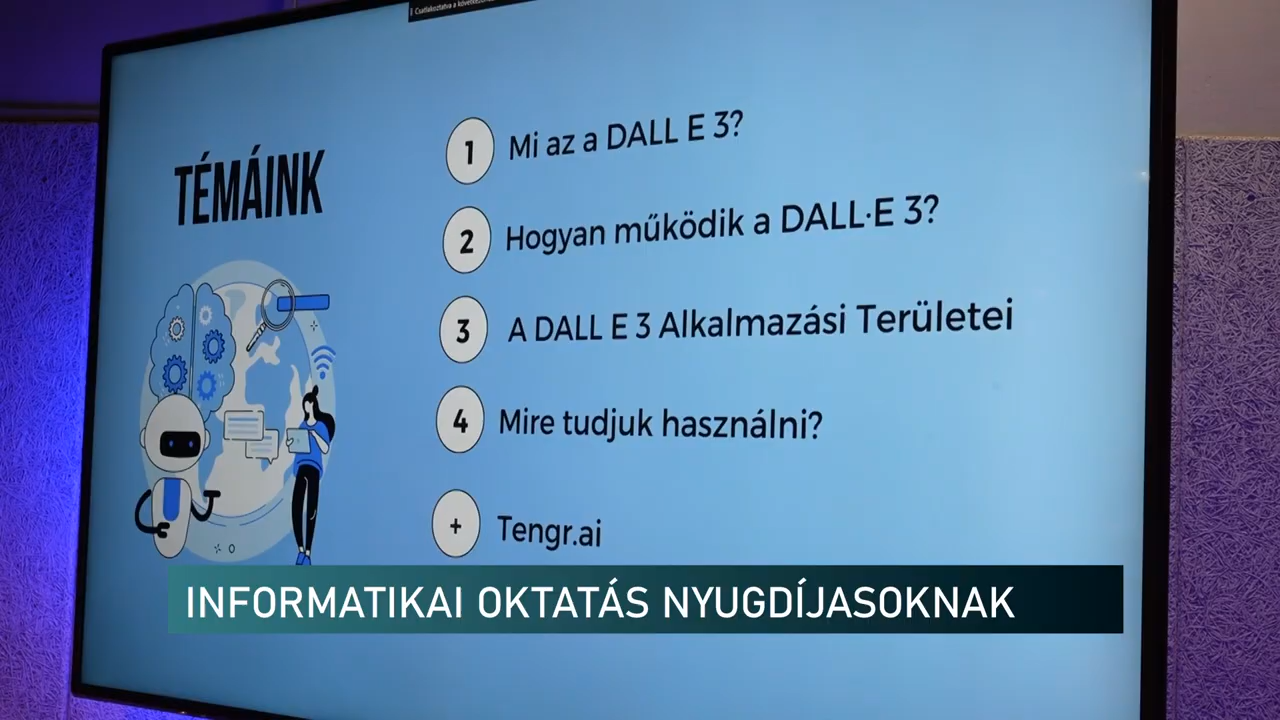 Csatlakoztatva a
TÉMÁINK
1 Mi az a DALL E 3?
2 Hogyan működik a DALL·E 3?
3 A DALL E 3 Alkalmazási Területei
4 Mire tudjuk használni?
+ Tengr.ai
INFORMATIKAI OKTATÁS NYUGDÍJASOKNAK